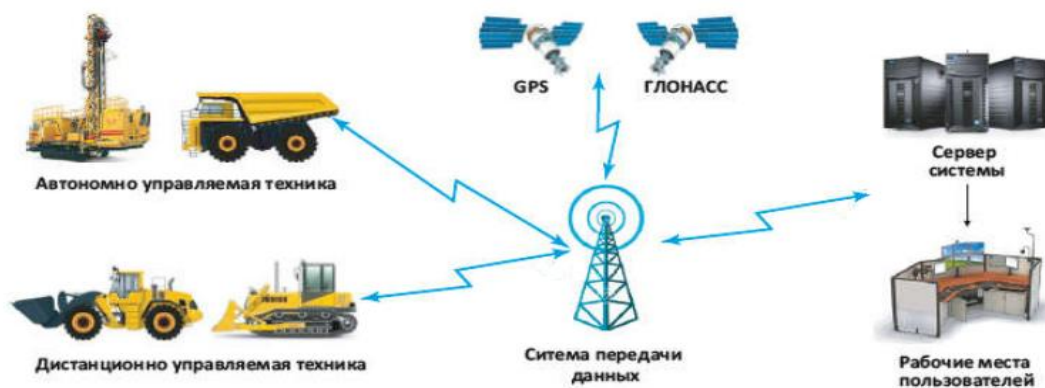 GPS
ГЛОНАСС
Автономно управляемая техника
Сервер
системы
Дистанционно управляемая техника
Ситема передачи
данных
Рабочие места
пользователей